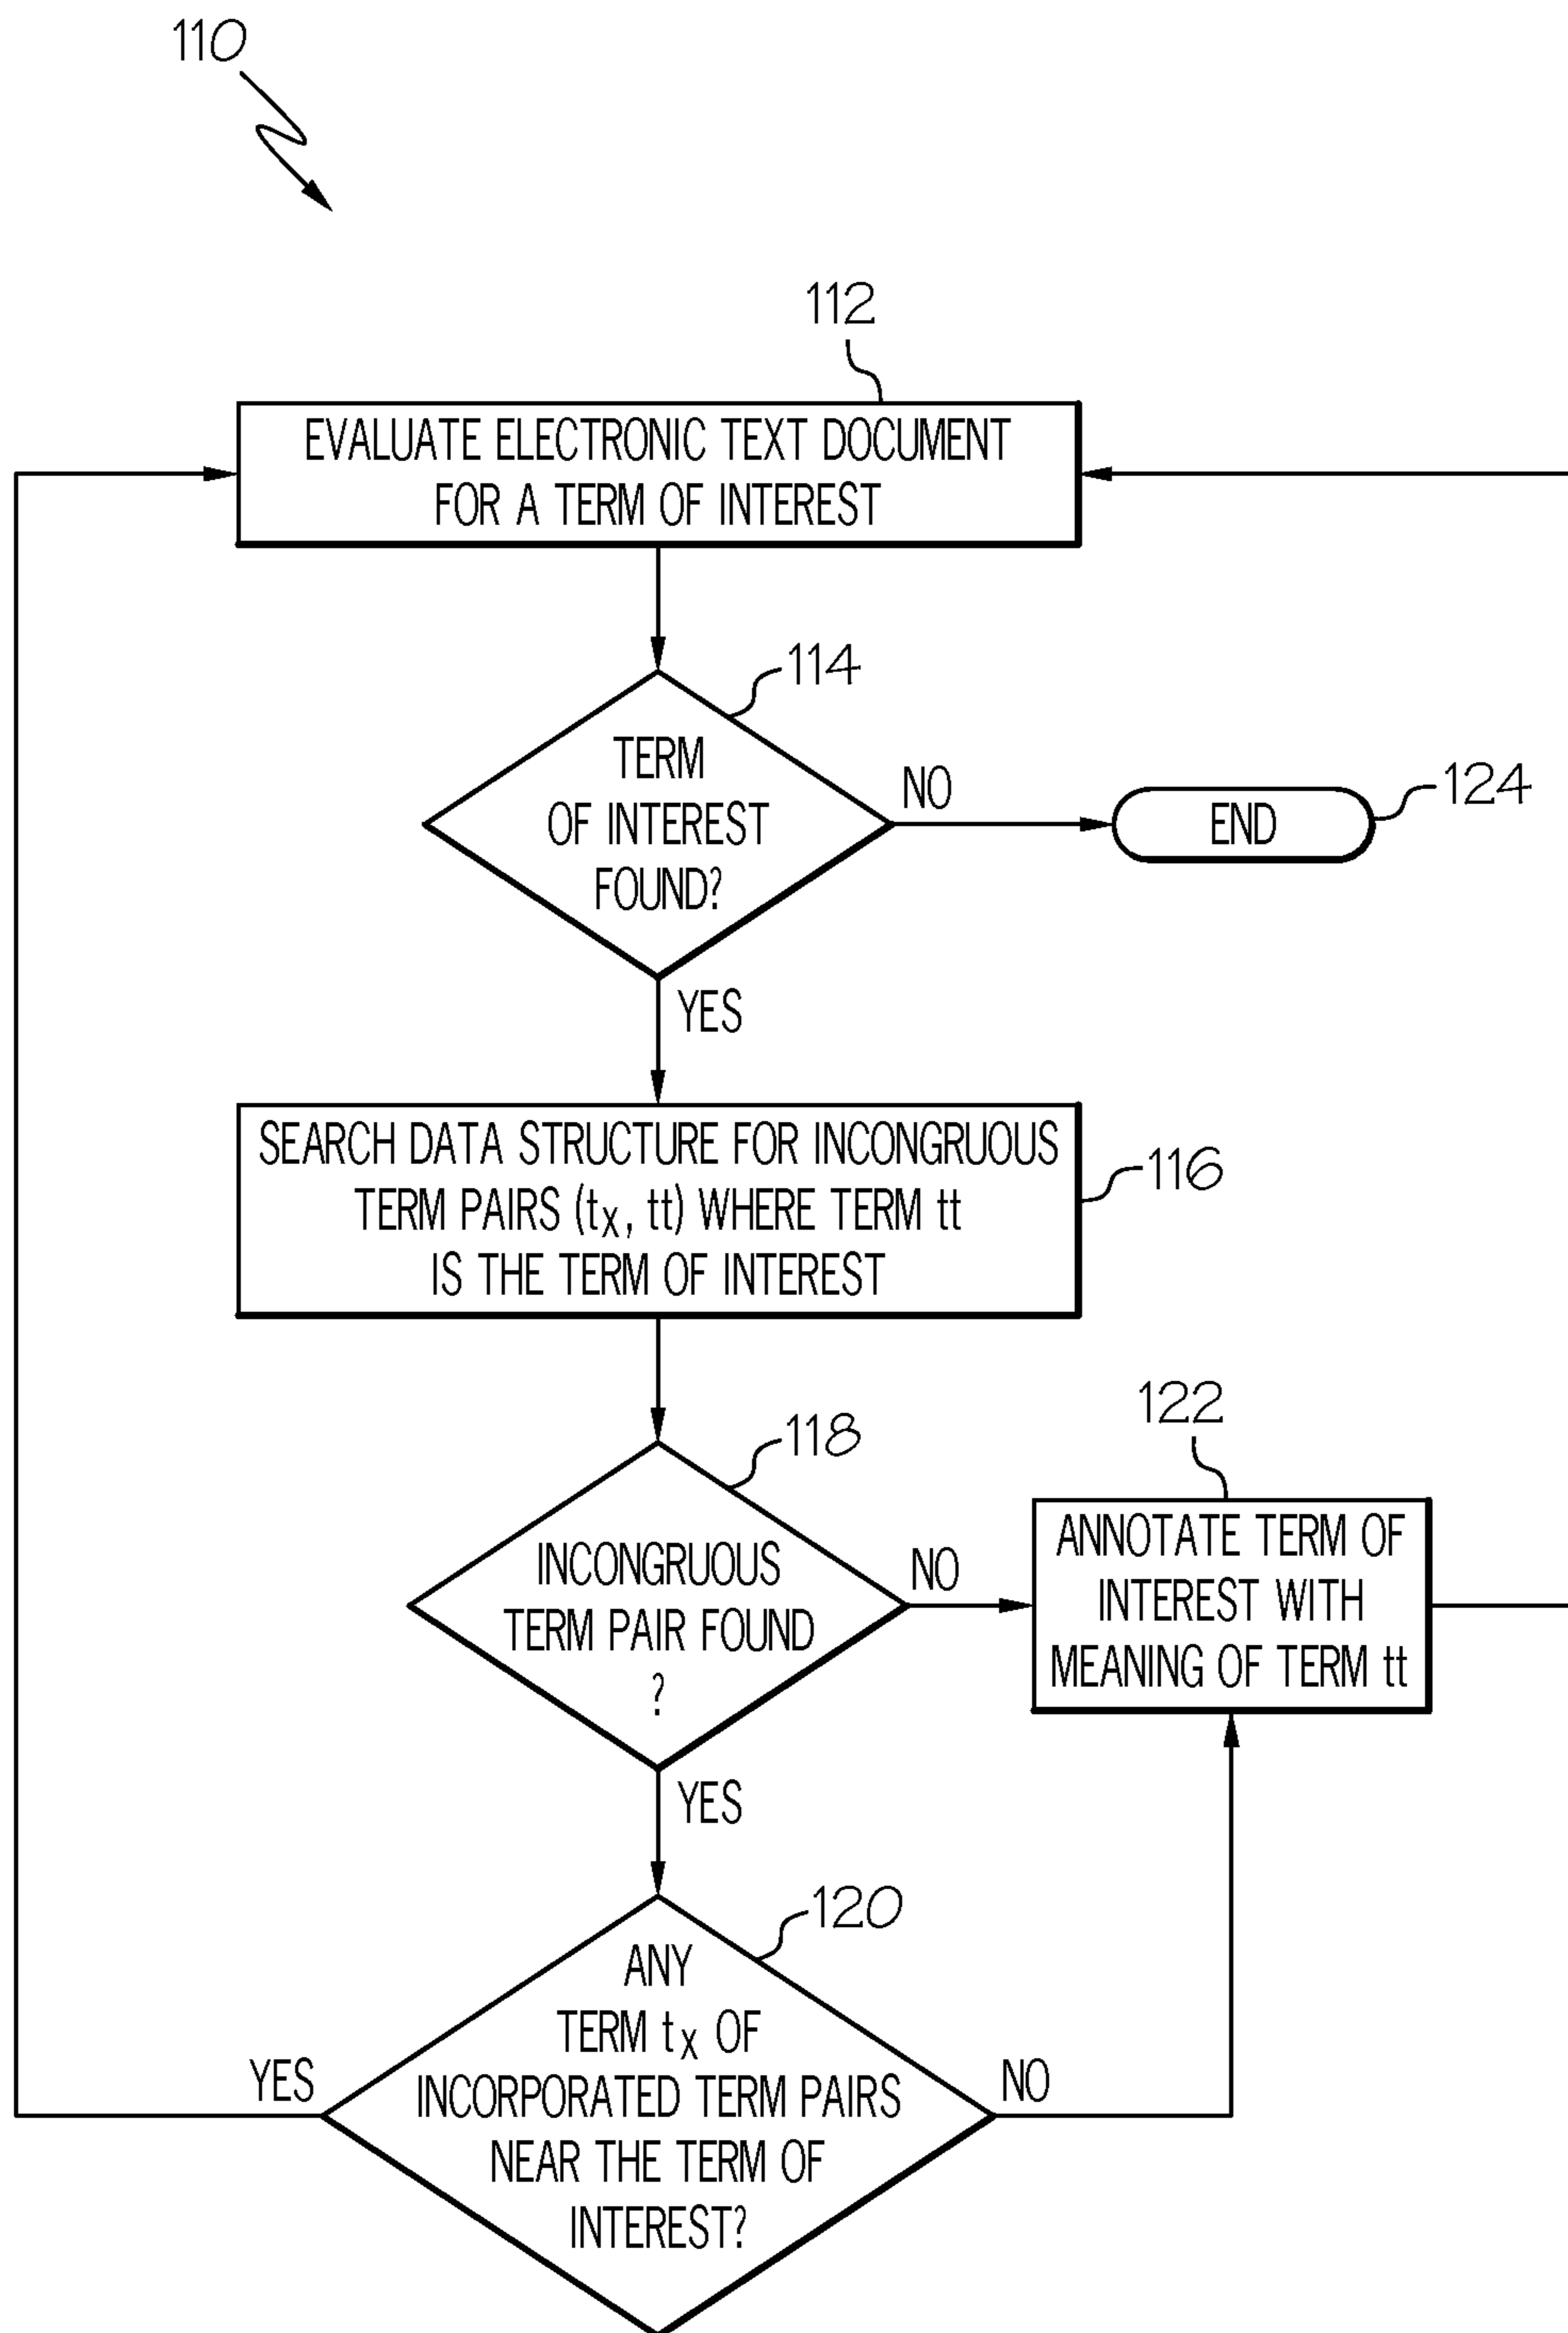 110
112
EVALUATE ELECTRONIC TEXT DOCUMENT
FOR A TERM OF INTEREST
114
TERM
OF INTEREST
FOUND?
NO
END
124
YES
SEARCH DATA STRUCTURE FOR INCONGRUOUS
TERM PAIRS (tx, tt) WHERE TERM tt
IS THE TERM OF INTEREST
116
118
INCONGRUOUS
TERM PAIR FOUND
?
NO
122
ANNOTATE TERM OF
INTEREST WITH
MEANING OF TERM tt
YES
120
ANY
TERM tx OF
INCORPORATED TERM PAIRS
NEAR THE TERM OF
INTEREST?
YES
NO